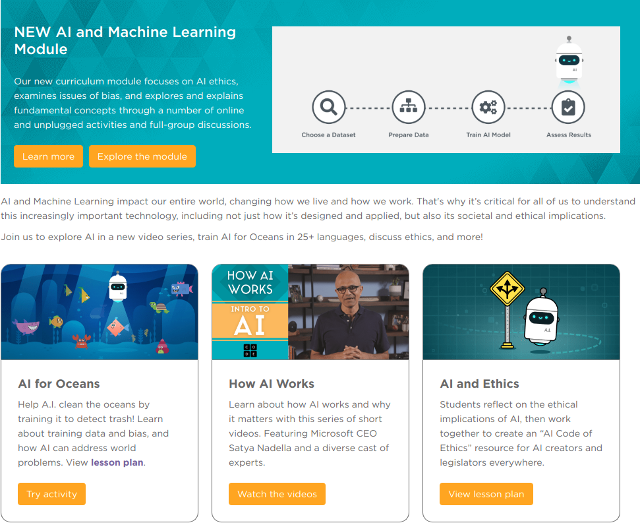 NEW AI and Machine Learning
Module
Our new curriculum module focuses on AI ethics,
examines issues of bias, and explores and explains
fundamental concepts through a number of online
and unplugged activities and full-group discussions.
Learn more
Explore the module
A.I.
Choose a Dataset
Prepare Data
Train AI Model
Assess Results
AI and Machine Learning impact our entire world, changing how we live and how we work. That's why it's critical for all of us to understand
this increasingly important technology, including not just how it's designed and applied, but also its societal and ethical implications.
Join us to explore AI in a new video series, train AI for Oceans in 25+ languages, discuss ethics, and more!
AI for Oceans
Help A.I. clean the oceans by
training it to detect trash! Learn
about training data and bias, and
how AI can address world
problems. View lesson plan.
Try activity
HOW AI
WORKS
INTRO TO
AI
C O
D E
How AI Works
Learn about how AI works and why
it matters with this series of short
videos. Featuring Microsoft CEO
Satya Nadella and a diverse cast of
experts.
Watch the videos
A.I.
AI and Ethics
Students reflect on the ethical
implications of AI, then work
together to create an "AI Code of
Ethics" resource for AI creators and
legislators everywhere.
View lesson plan